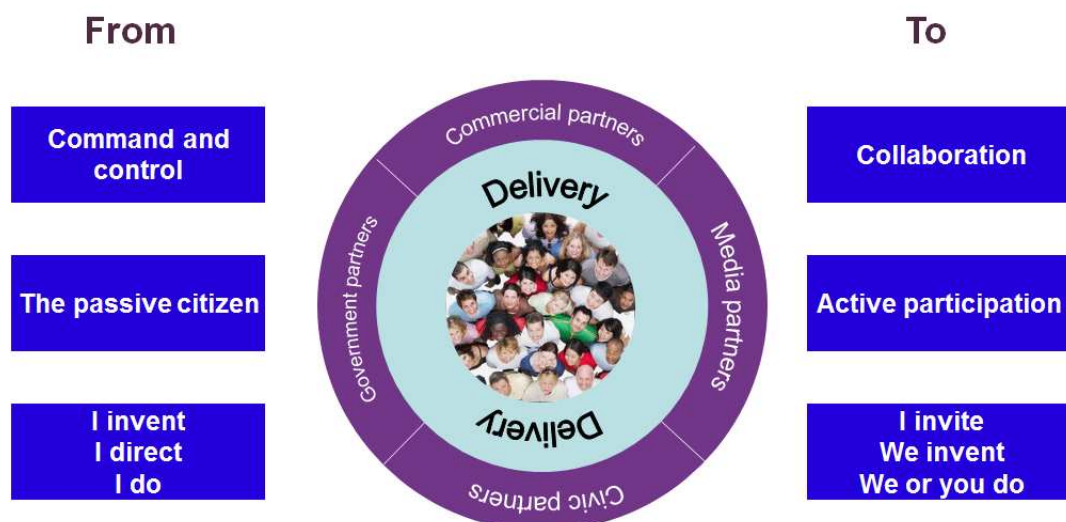 From
To
Command and
control
The passive citizen
I invent
I direct
I do
Commercial partners
Government partners
Media partners
Civic partners
Delivery
Delivery
Collaboration
Active participation
I invite
We invent
We or you do